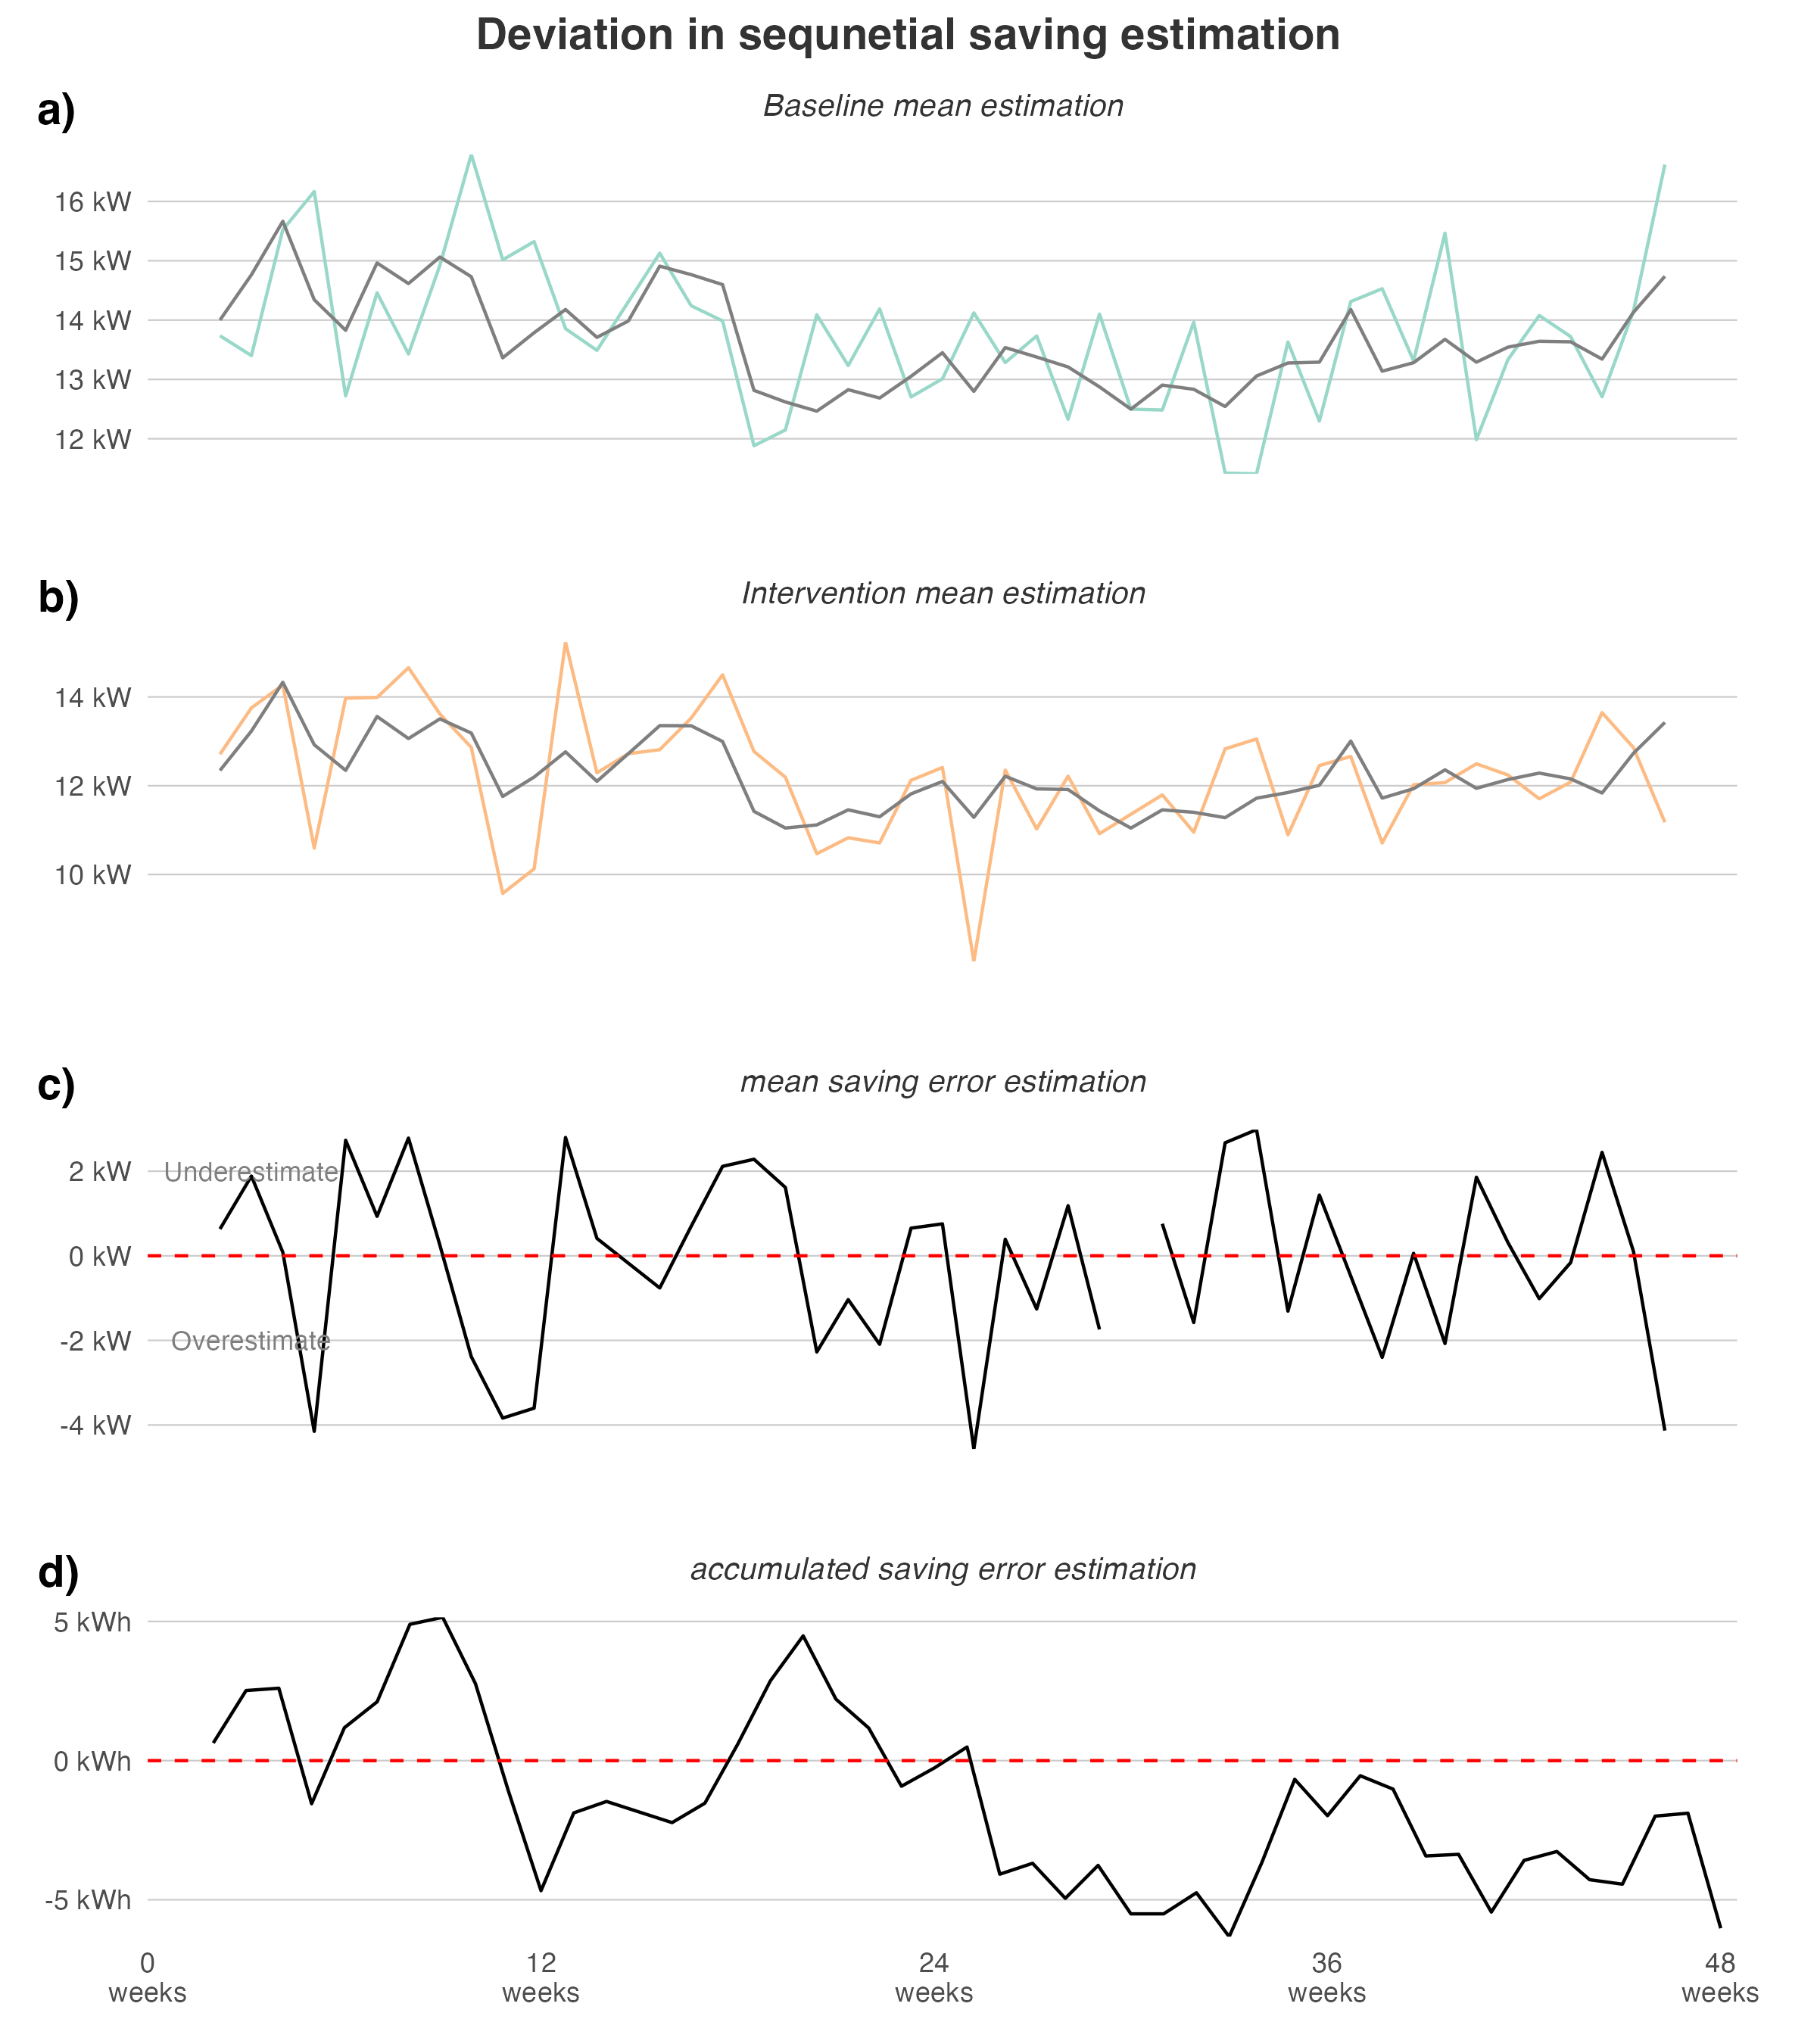 Deviation in sequnetial saving estimation
a)
Baseline mean estimation
16 kW
15 kW
14 kW
13 kW
12 kW
b)
Intervention mean estimation
14 kW
12 kW
10 kW
c)
mean saving error estimation
2 kW
Underestimate
0 kW
-2 kW
Overestimate
-4 kW
d)
accumulated saving error estimation
5 kWh
0 kWh
-5 kWh
0
weeks
12
weeks
24
weeks
36
weeks
48
weeks